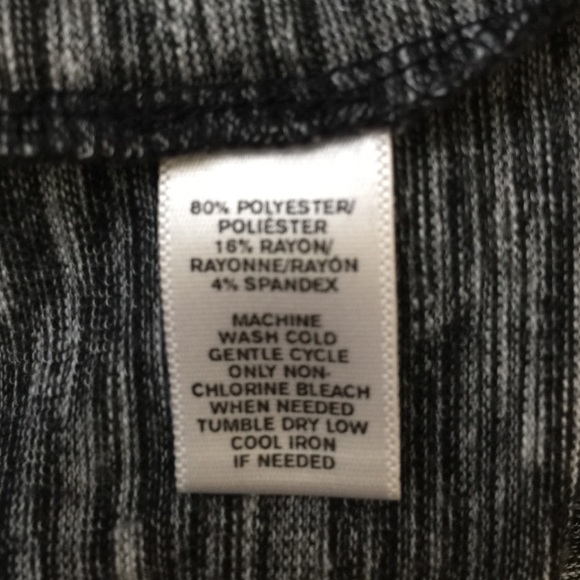 80% POLYESTER/
POLIÉSTER
16% RAYON/
RAYONNE/RAYÓN
4% SPANDEX
MACHINE
WASH COLD
GENTLE CYCLE
ONLY NON-
CHLORINE BLEACH
WHEN NEEDED
TUMBLE DRY LOW
COOL IRON
IF NEEDED